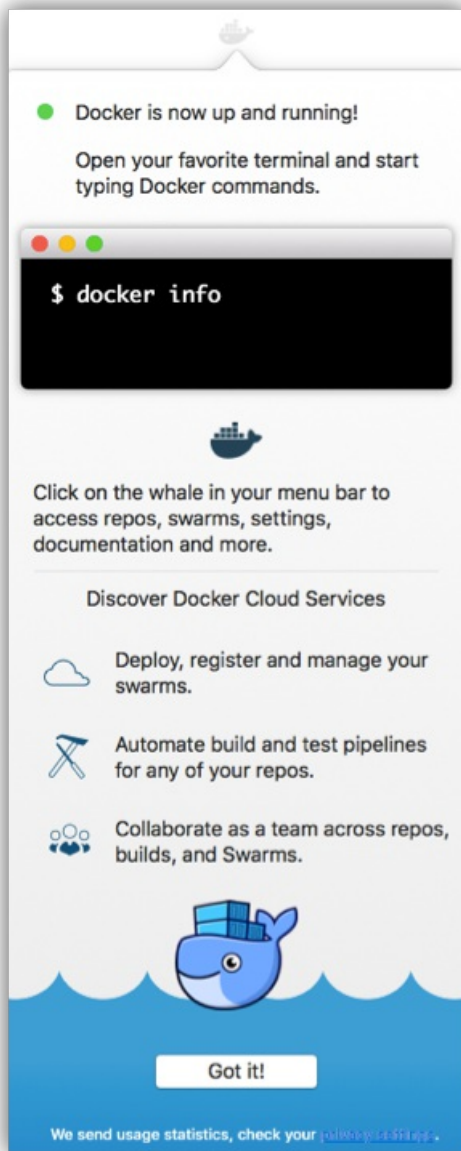 Docker is now up and running!
Open your favorite terminal and start
typing Docker commands.
$ docker info
Click on the whale in your menu bar to
access repos, swarms, settings,
documentation and more.
Discover Docker Cloud Services
Deploy, register and manage your
swarms.
Automate build and test pipelines
for any of your repos.
Collaborate as a team across repos,
builds, and Swarms.
Got it!
We send usage statistics, check your privacy settings.